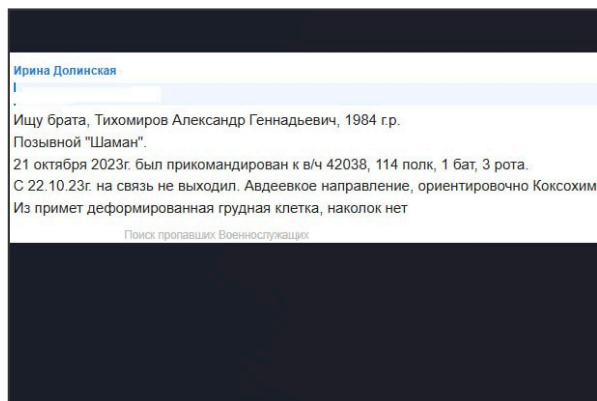 Ирина Долинская
Ищу брата, Тихомиров Александр Геннадьевич, 1984 г.р.
Позывной "Шаман".
21 октября 2023г. был прикомандирован к в/ч 42038, 114 полк, 1 бат, 3 рота.
С 22.10.23г. на связь не выходил. Авдеевкое направление, ориентировочно Коксохим
Из примет деформированная грудная клетка, наколок нет
Поиск пропавших Военнослужащих